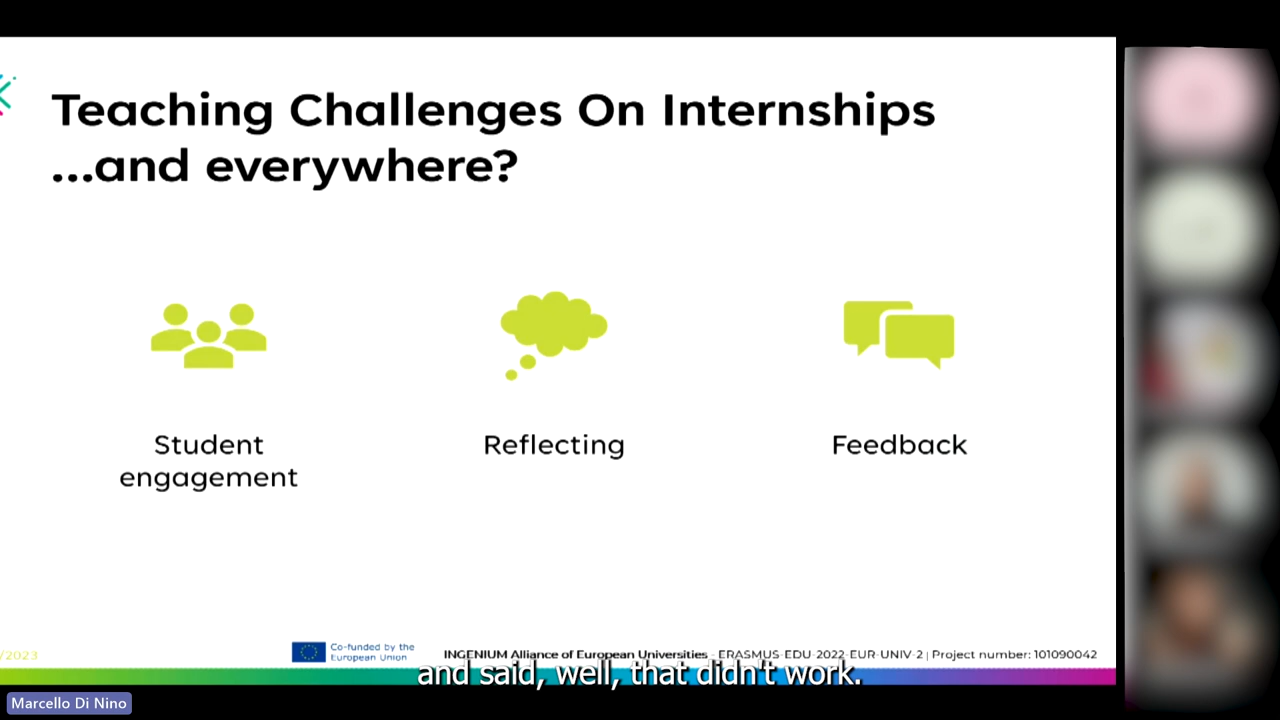 Teaching Challenges On Internships
...and everywhere?
Student
engagement
Reflecting
Feedback
/2023
Co-funded by the
European Union
INGENIUM Alliance of European Universities - ERASMUS-EDU-2022-EUR-UNIV-2 | Project number: 101090042
and said, well, that didn't work.
Marcello Di Nino